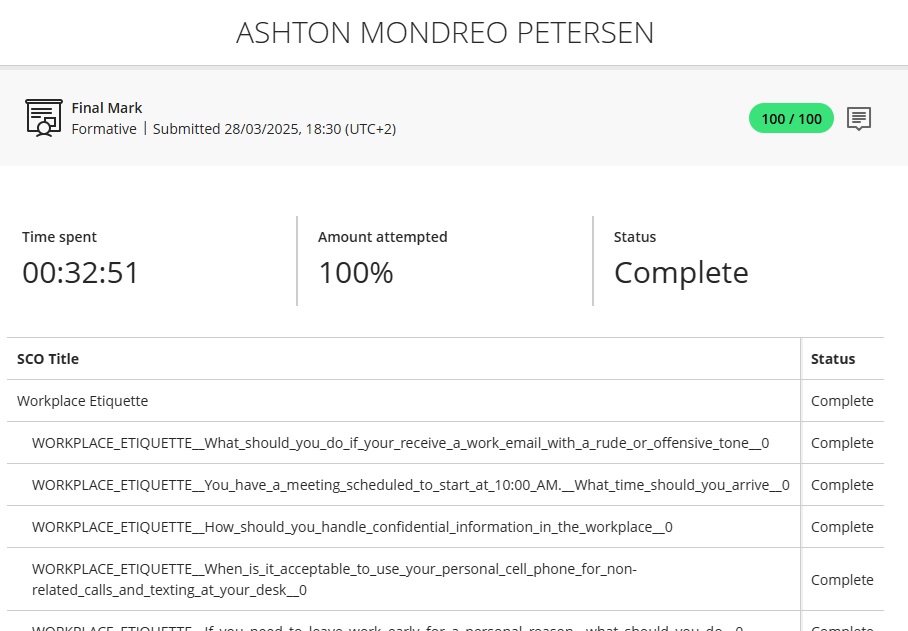 ASHTON MONDREO PETERSEN
Final Mark
Formative | Submitted 28/03/2025, 18:30 (UTC+2)
100 / 100
Time spent
00:32:51
Amount attempted
100%
Status
Complete
SCO Title Status
Workplace Etiquette Complete
WORKPLACE_ETIQUETTE__What_should_you_do_if_your_receive_a_work_email_with_a_rude_or_offensive_tone__0 Complete
WORKPLACE_ETIQUETTE__You_have_a_meeting_scheduled_to_start_at_10:00_AM.__What_time_should_you_arrive__0 Complete
WORKPLACE_ETIQUETTE__How_should_you_handle_confidential_information_in_the_workplace__0 Complete
WORKPLACE_ETIQUETTE__When_is_it_acceptable_to_use_your_personal_cell_phone_for_non-
related_calls_and_texting_at_your_desk__0 Complete
WORKPLACE_ETIQUETTE__If_you_need_to_leave_work_early_for_a_personal_reason__what_should_you_do__0 Complete